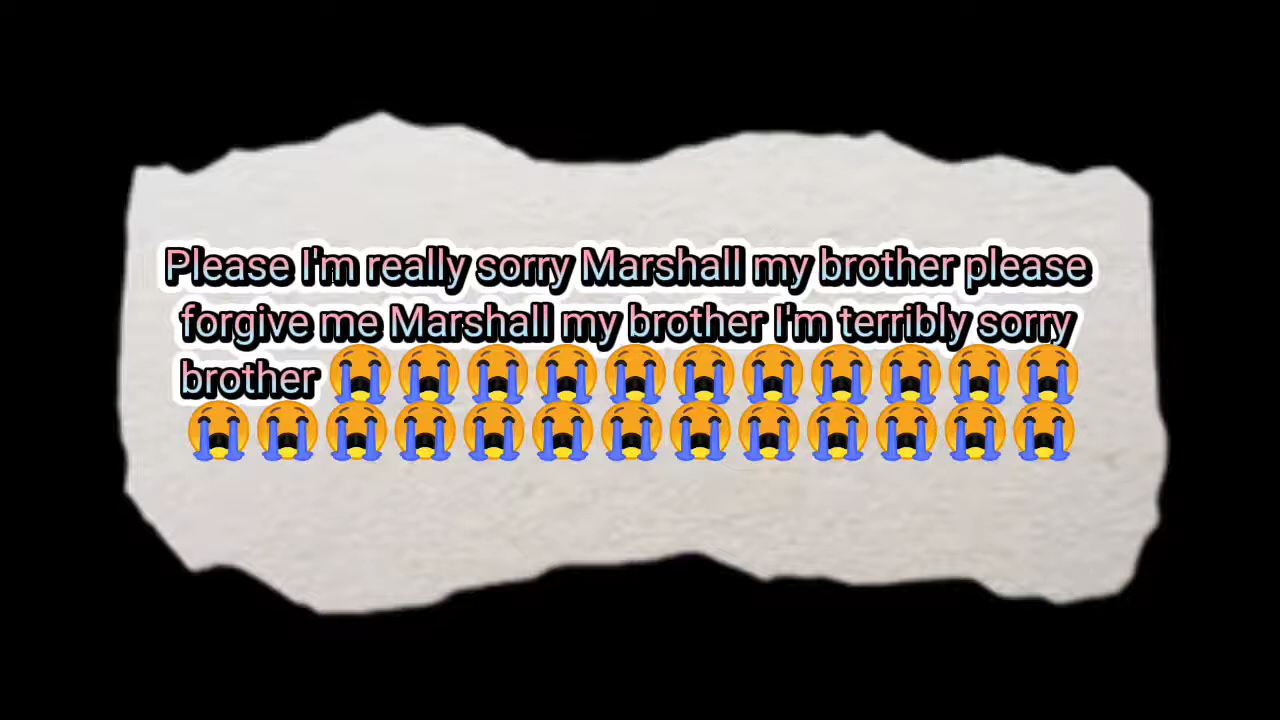 Please I'm really sorry Marshall my brother please
forgive me Marshall my brother I'm terribly sorry
brother 😭😭😭😭😭😭😭😭😭😭😭
😭😭😭😭😭😭😭😭😭😭😭😭😭